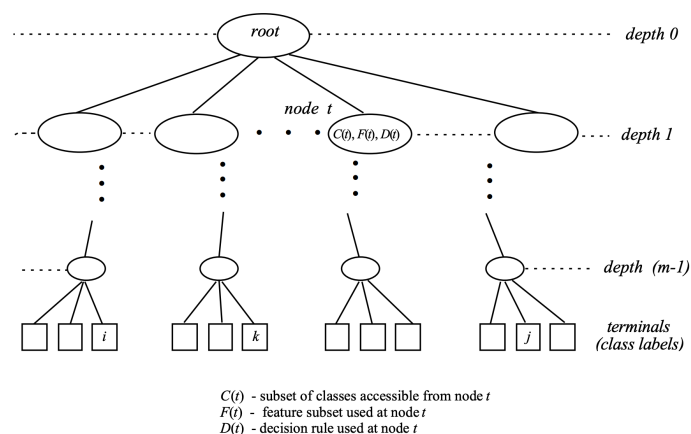 root
depth 0
node t
C(t), F(t), D(t)
depth 1
depth (m-1)
i
k
j
terminals
(class labels)
C(t) - subset of classes accessible from node t
F(t) - feature subset used at node t
D(t) - decision rule used at node t